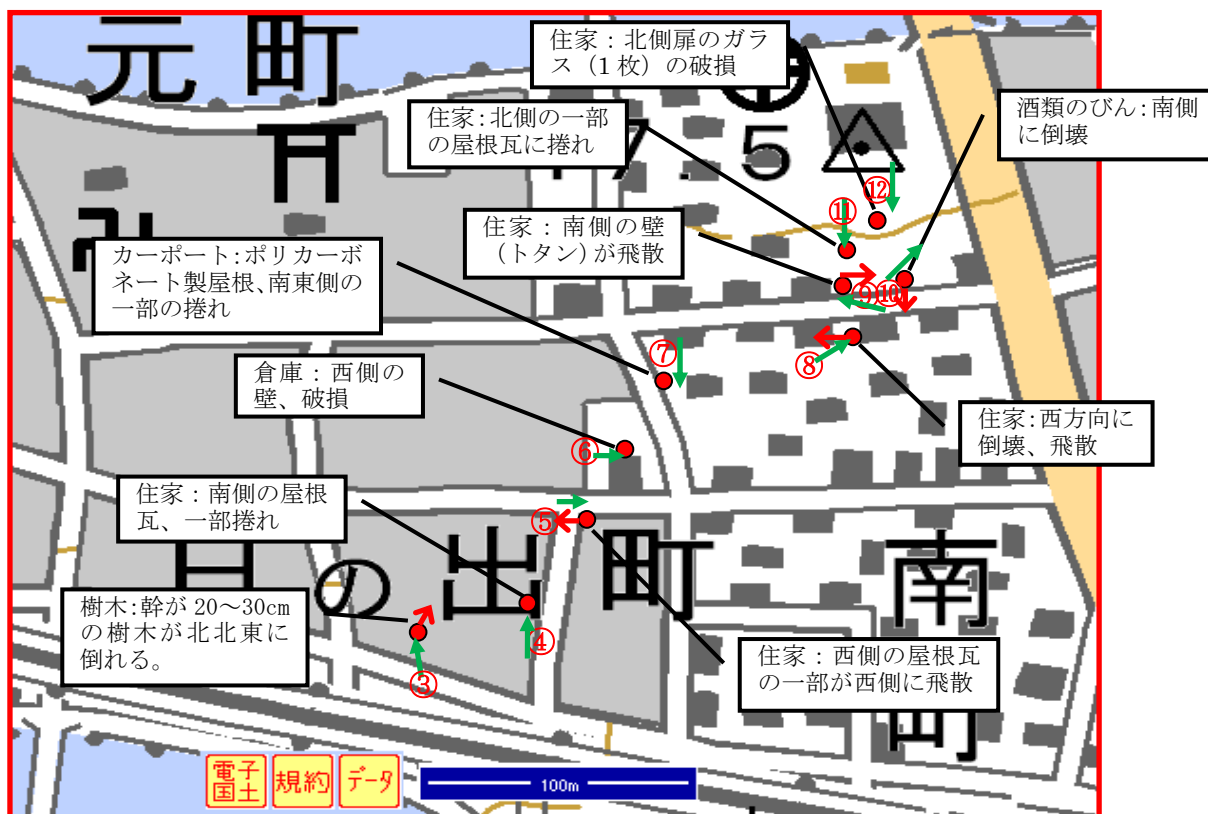 元町
住家：北側扉のガラ
ス（1枚）の破損
酒類のびん：南側
に倒壊
住家：北側の一部
の屋根瓦に捲れ
7.5
⑫
⑪
住家：南側の壁
（トタン）が飛散
カーポート：ポリカーボ
ネート製屋根、南東側の
一部の捲れ
⑨
⑩
⑦
⑧
倉庫：西側の
壁、破損
住家：西方向に
倒壊、飛散
⑥
住家：南側の屋根
瓦、一部捲れ
⑤
日の出町
南町
樹木：幹が20～30cm
の樹木が北北東に
倒れる。
④
③
住家：西側の屋根瓦
の一部が西側に飛散
電子
国土
規約
データ
100m